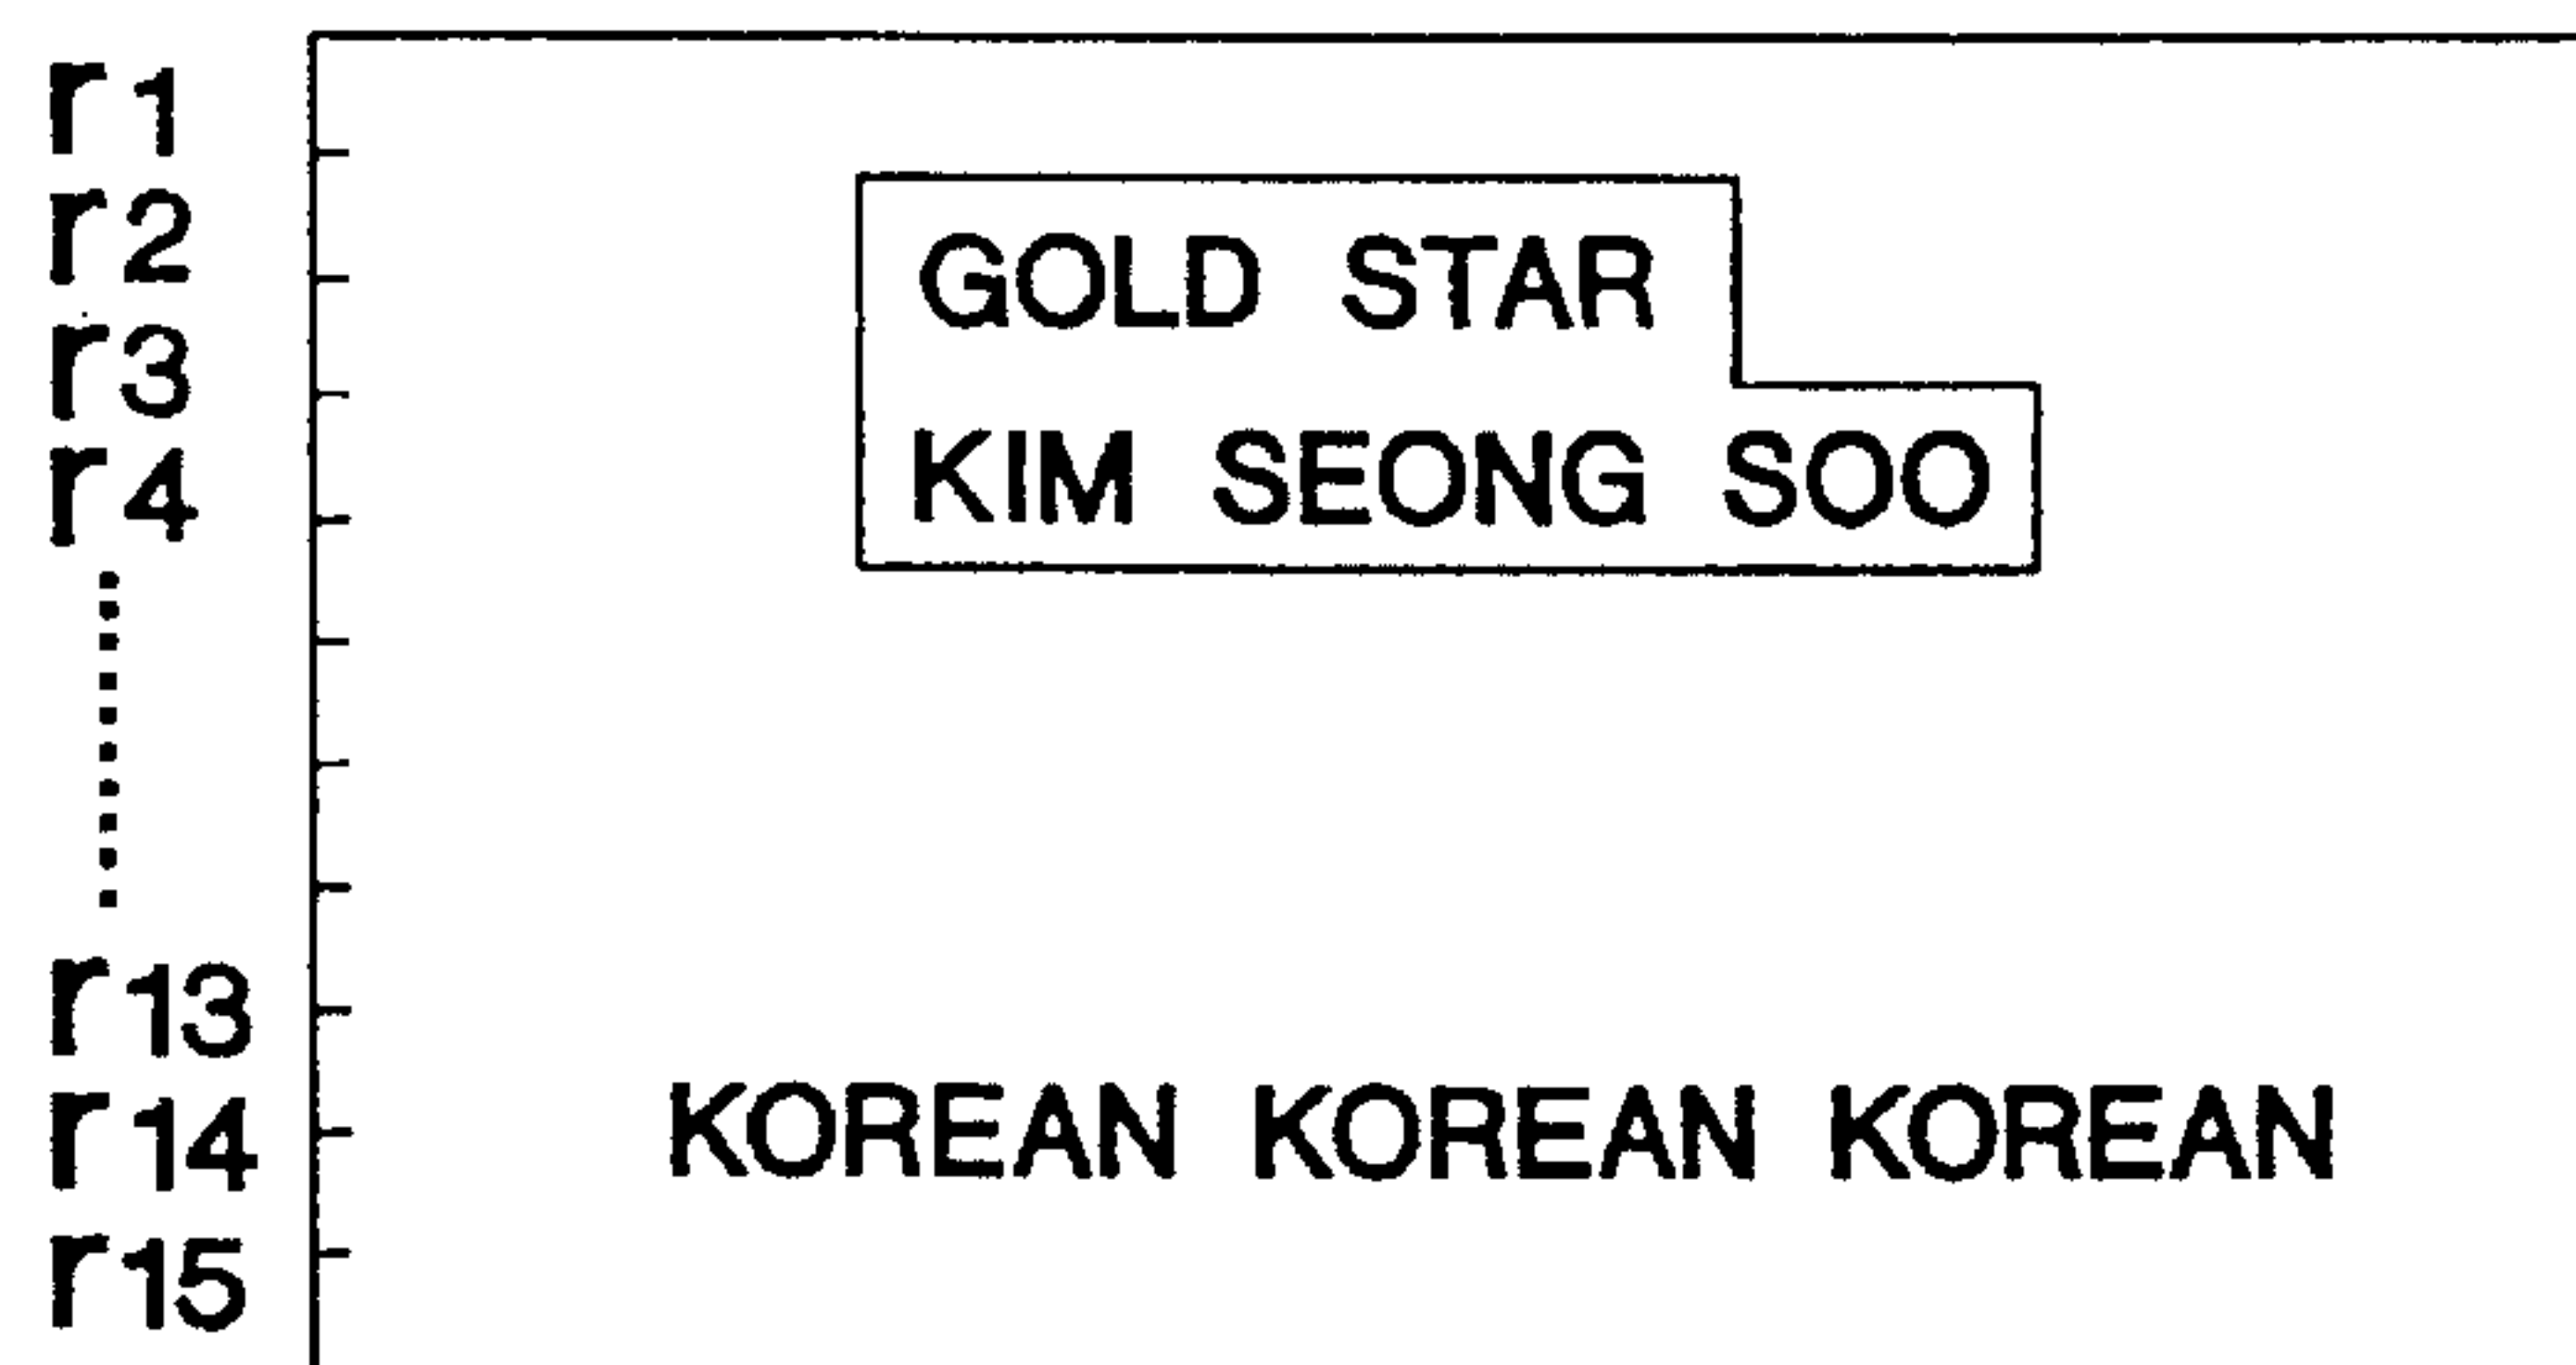 r1
r2
GOLD STAR
r3
r4
KIM SEONG SOO
r13
r14
KOREAN KOREAN KOREAN
r15